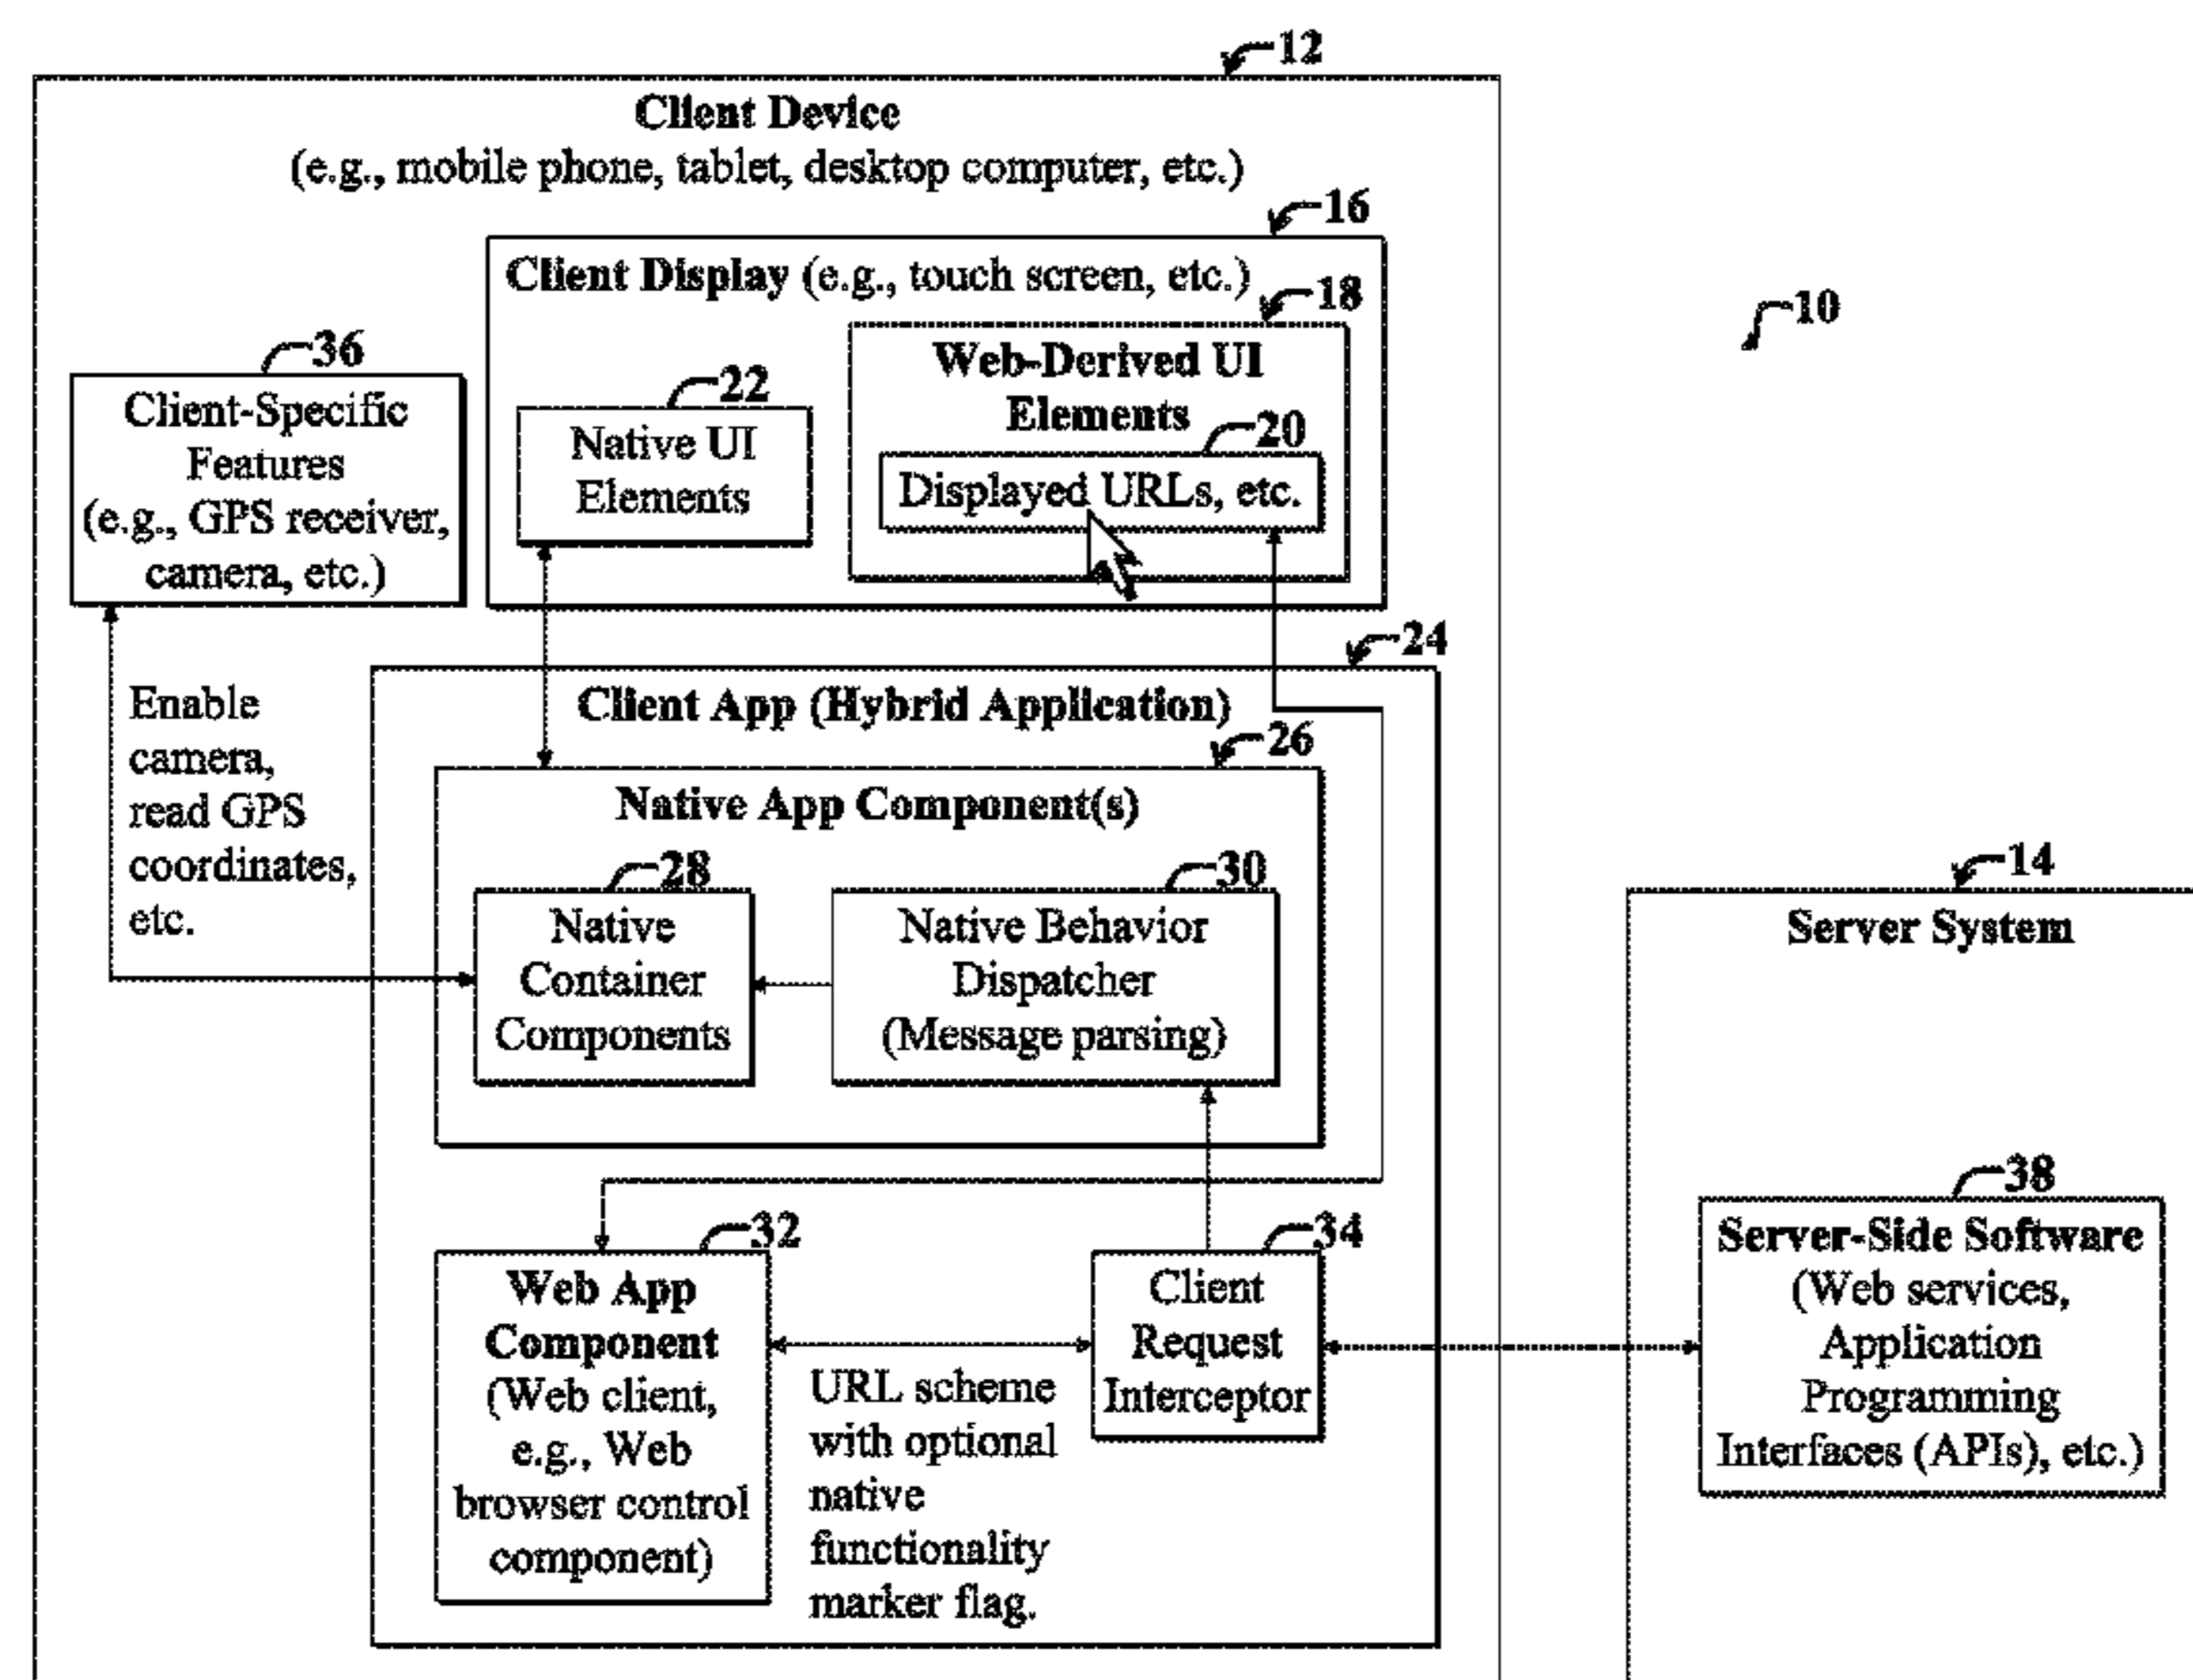 12
Client Device
(e.g., mobile phone, tablet, desktop computer, etc.)
16
Client Display (e.g., touch screen, etc.)
18
10
36
Web-Derived UI
Elements
22
20
Client-Specific
Features
(e.g., GPS receiver,
camera, etc.)
Native UI
Elements
Displayed URLs, etc.
24
Enable
camera,
read GPS
coordinates,
etc.
Client App (Hybrid Application)
26
Native App Component(s)
28
30
Native
Container
Components
Native Behavior
Dispatcher
(Message parsing)
14
Server System
32
34
38
Web App
Component
(Web client,
e.g., Web
browser control
component)
URL scheme
with optional
native
functionality
marker flag.
Client
Request
Interceptor
Server-Side Software
(Web services,
Application
Programming
Interfaces (APIs), etc.)